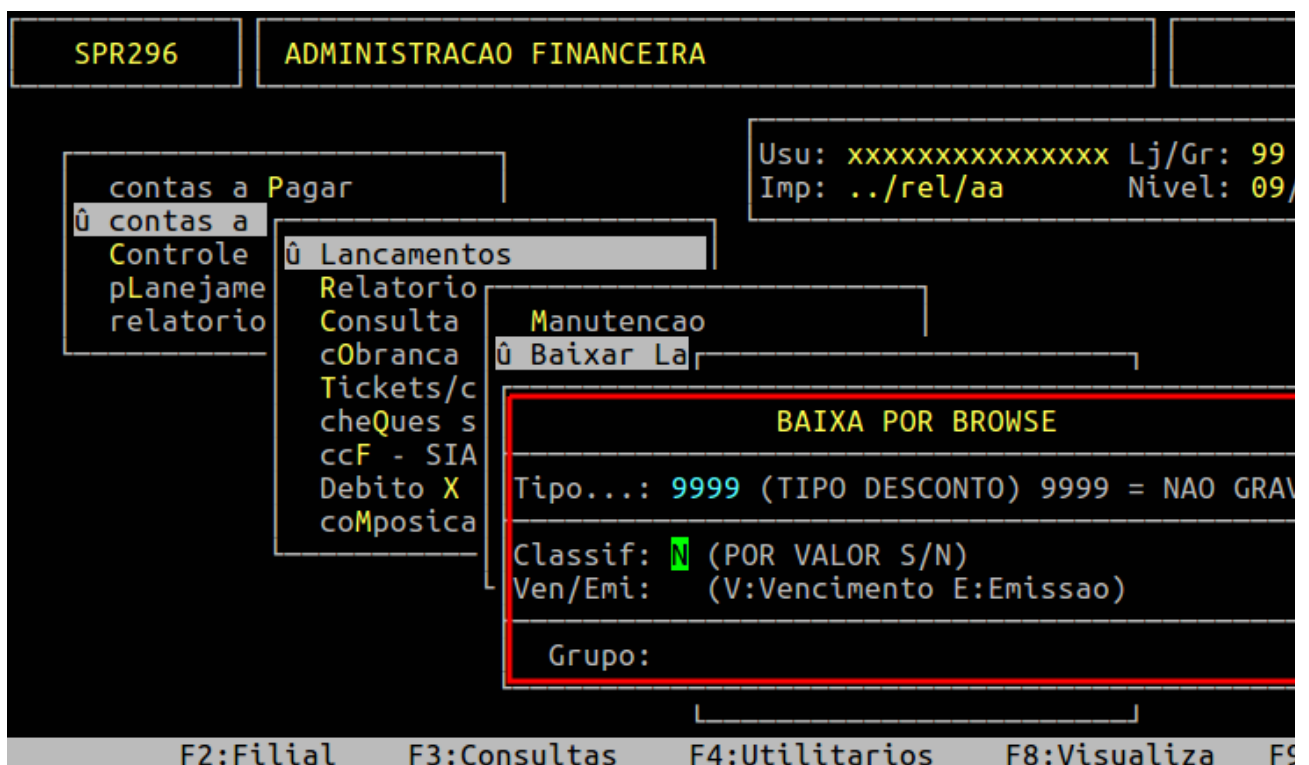 SPR296 ADMINISTRACAO FINANCEIRA
Usu: xxxxxxxxxxxxxxx Lj/Gr: 99
Imp: ../rel/aa Nivel: 09/
contas a Pagar
û contas a
Controle
pLanejame
relatorio
û Lancamentos
Relatorio
Consulta
cObranca
Tickets/c
cheQues s
ccF - SIA
Debito X
coMposica
Manutencao
û Baixar La
BAIXA POR BROWSE
Tipo...: 9999 (TIPO DESCONTO) 9999 = NAO GRAV
Classif: N (POR VALOR S/N)
Ven/Emi: (V:Vencimento E:Emissao)
Grupo:
F2:Filial F3:Consultas F4:Utilitarios F8:Visualiza F9